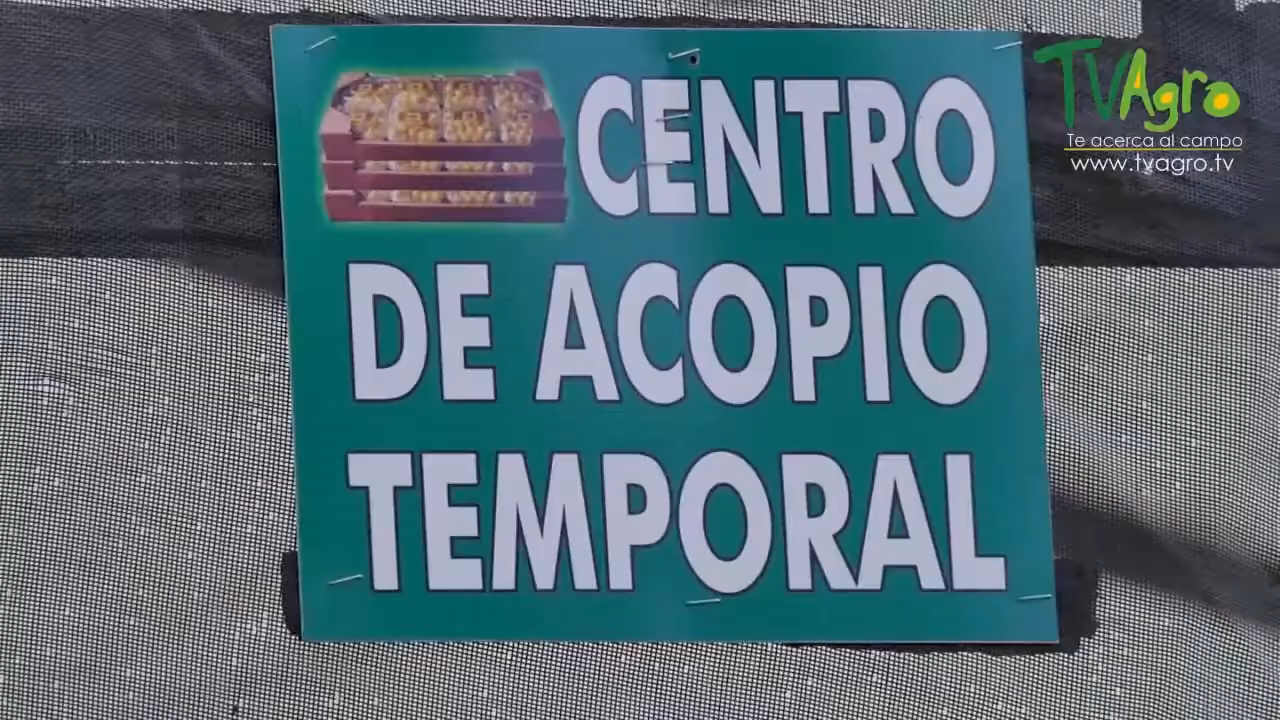 CENTRO
DE ACOPIO
TEMPORAL
TVAgro
Te acerca al campo
www.tvagro.tv